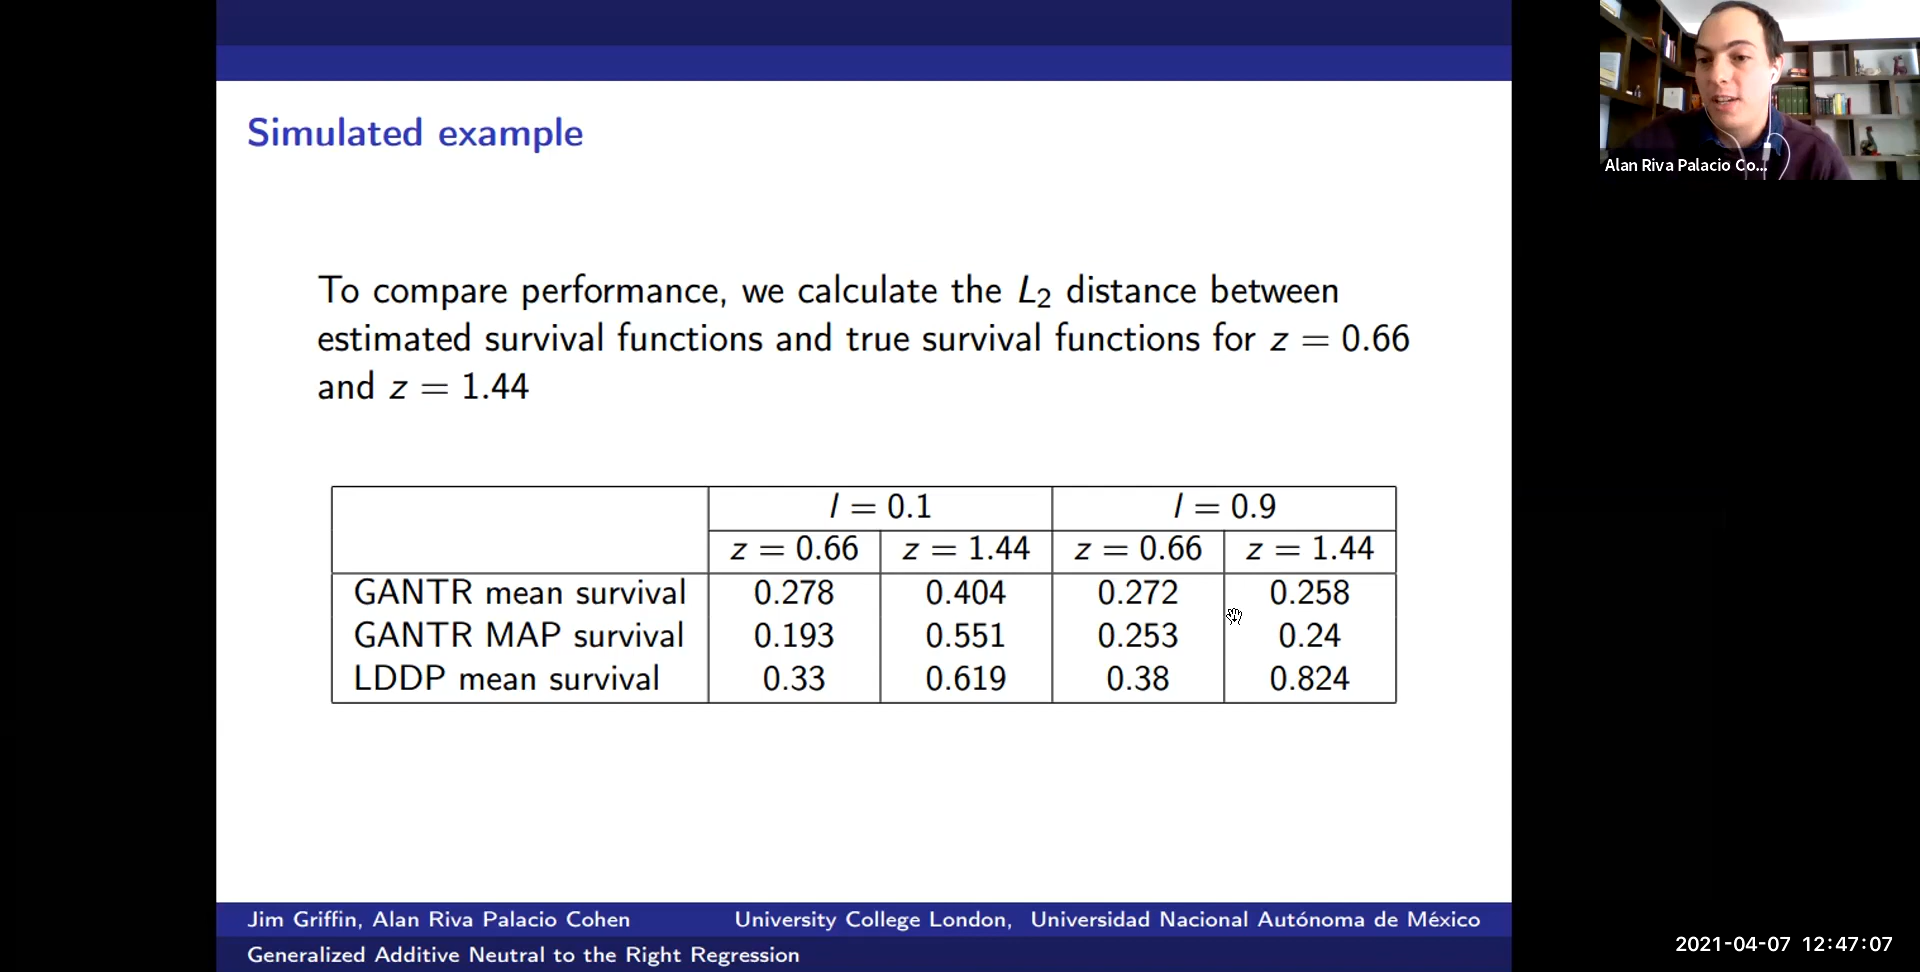 Simulated example
To compare performance, we calculate the L2 distance between
estimated survival functions and true survival functions for z = 0.66
and z = 1.44
l = 0.1 l = 0.9
z = 0.66 z = 1.44 z = 0.66 z = 1.44
GANTR mean survival 0.278 0.404 0.272 0.258
GANTR MAP survival 0.193 0.551 0.253 0.24
LDDP mean survival 0.33 0.619 0.38 0.824
Jim Griffin, Alan Riva Palacio Cohen University College London, Universidad Nacional Autónoma de México
Generalized Additive Neutral to the Right Regression
Alan Riva Palacio Co...
2021-04-07 12:47:07